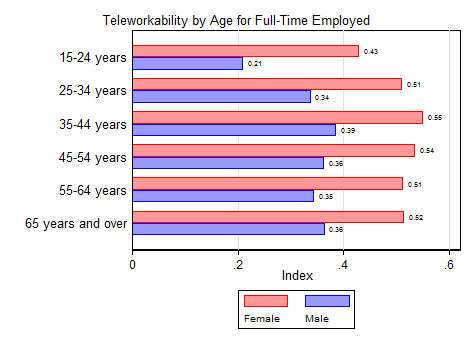 Teleworkability by Age for Full-Time Employed
15-24 years
0.43
0.21
25-34 years
0.51
0.34
35-44 years
0.55
0.39
45-54 years
0.54
0.36
55-64 years
0.51
0.35
65 years and over
0.52
0.36
0 .2 .4 .6
Index
Female Male